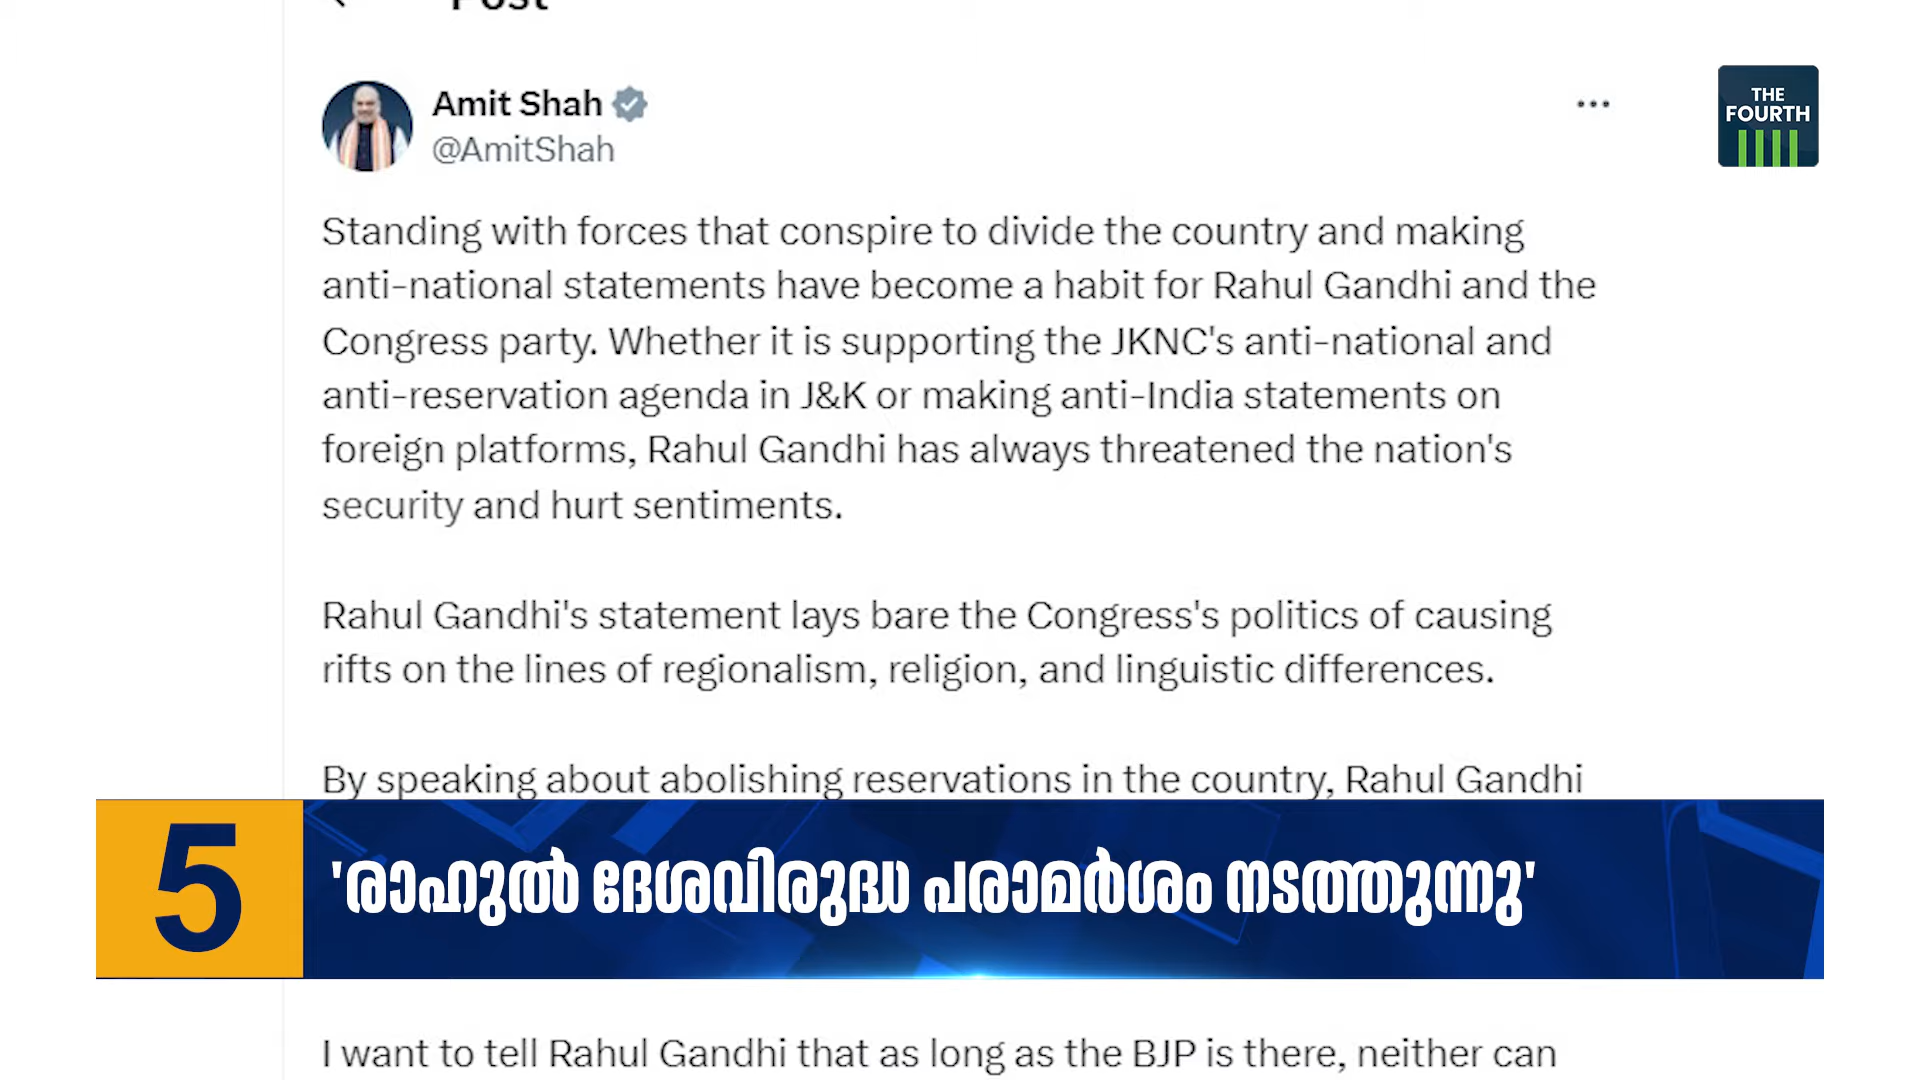 Post
Amit Shah
@AmitShah
THE
FOURTH
Standing with forces that conspire to divide the country and making
anti-national statements have become a habit for Rahul Gandhi and the
Congress party. Whether it is supporting the JKNC's anti-national and
anti-reservation agenda in J&K or making anti-India statements on
foreign platforms, Rahul Gandhi has always threatened the nation's
security and hurt sentiments.
Rahul Gandhi's statement lays bare the Congress's politics of causing
rifts on the lines of regionalism, religion, and linguistic differences.
By speaking about abolishing reservations in the country, Rahul Gandhi
5
'രാഹുൽ ദേശവിരുദ്ധ പരാമർശം നടത്തുന്നു'
I want to tell Rahul Gandhi that as long as the BJP is there, neither can